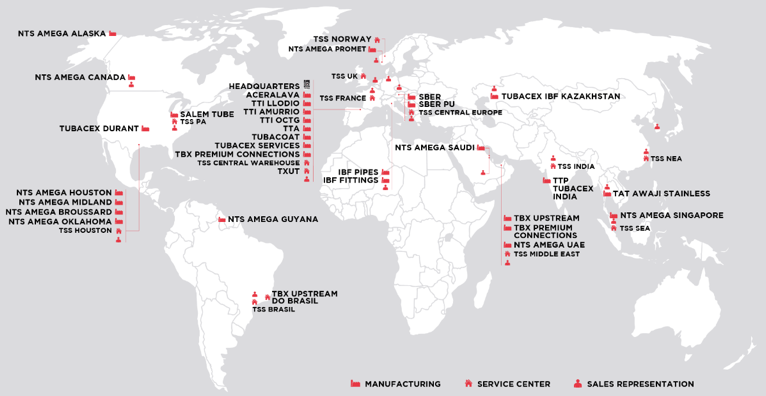 NTS AMEGA ALASKA
NTS AMEGA CANADA
SALEM TUBE
TSS PA
TUBACEX DURANT
NTS AMEGA HOUSTON
NTS AMEGA MIDLAND
NTS AMEGA BROUSSARD
NTS AMEGA OKLAHOMA
TSS HOUSTON
NTS AMEGA GUYANA
TBX UPSTREAM
DO BRASIL
TSS BRASIL
TSS NORWAY
NTS AMEGA PROMET
TSS UK
TSS FRANCE
HEADQUARTERS
ACERALAVA
TTI LLODIO
TTI AMURRIO
TTI OCTG
TTA
TUBACOAT
TUBACEX SERVICES
TBX PREMIUM CONNECTIONS
TSS CENTRAL WAREHOUSE
TXUT
SBER
SBER PU
TSS CENTRAL EUROPE
IBF PIPES
IBF FITTINGS
TUBACEX IBF KAZAKHSTAN
NTS AMEGA SAUDI
TBX UPSTREAM
TBX PREMIUM
CONNECTIONS
NTS AMEGA UAE
TSS MIDDLE EAST
TSS INDIA
TTP
TUBACEX
INDIA
TSS NEA
TAT AWAJI STAINLESS
NTS AMEGA SINGAPORE
TSS SEA
MANUFACTURING
SERVICE CENTER
SALES REPRESENTATION